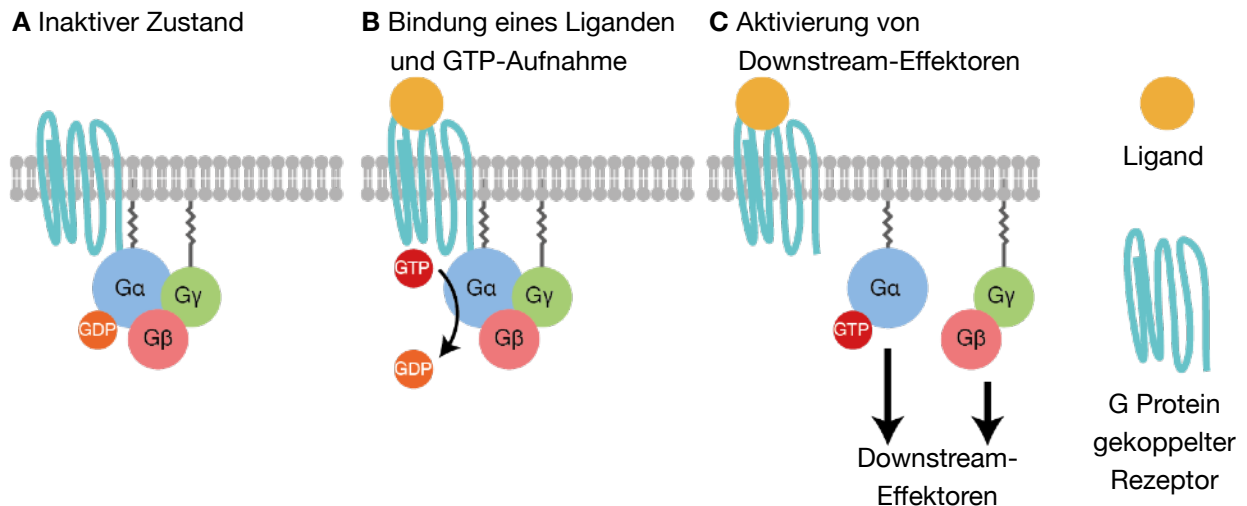 A Inaktiver Zustand
B Bindung eines Liganden
und GTP-Aufnahme
C Aktivierung von
Downstream-Effektoren
Gα
Gγ
GDP
Gβ
GTP
Gα
Gγ
Gβ
GDP
Gα
Gγ
GTP
Gβ
Downstream-
Effektoren
Ligand
G Protein
gekoppelter
Rezeptor